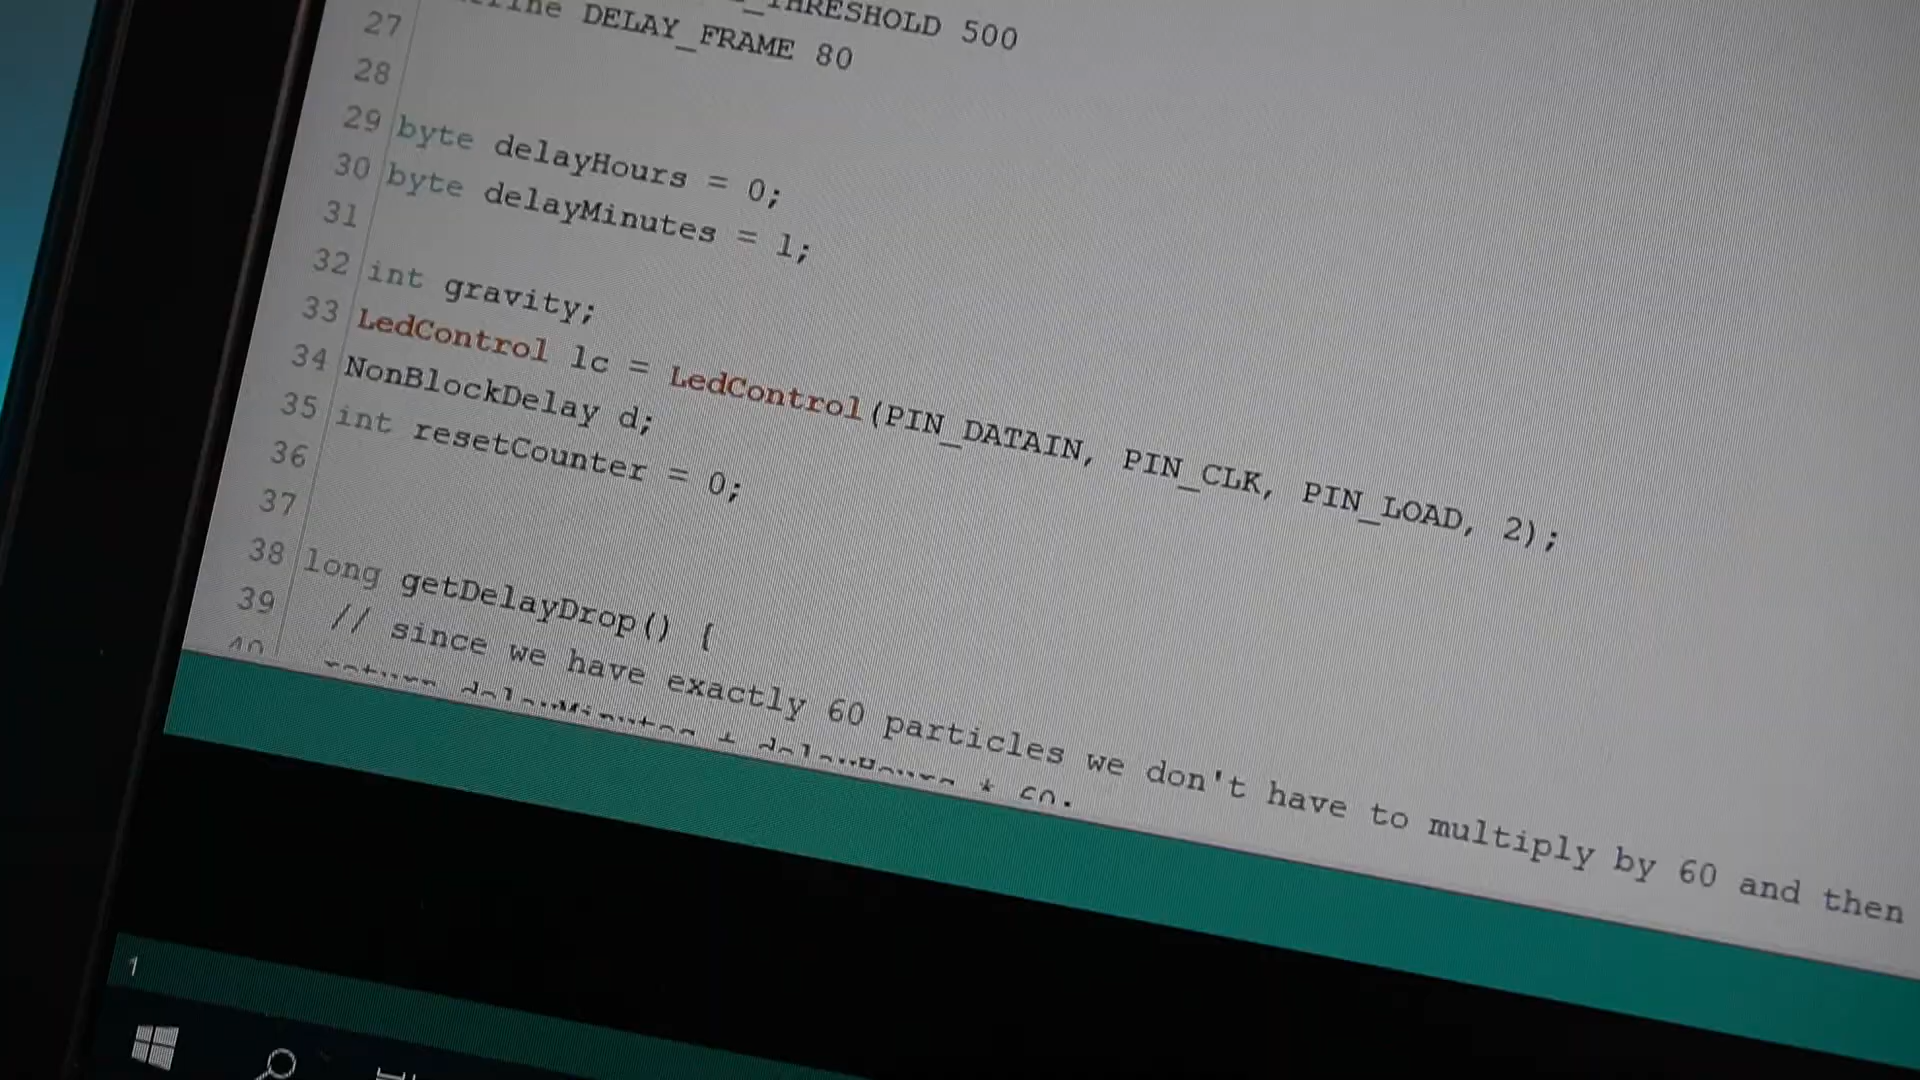 _THRESHOLD 500
27 DELAY_FRAME 80
28
29 byte delayHours = 0;
30 byte delayMinutes = 1;
31
32 int gravity;
33 LedControl lc = LedControl(PIN_DATAIN, PIN_CLK, PIN_LOAD, 2);
34 NonBlockDelay d;
35 int resetCounter = 0;
36
37
38 long getDelayDrop() {
39 // since we have exactly 60 particles we don't have to multiply by 60 and then
1